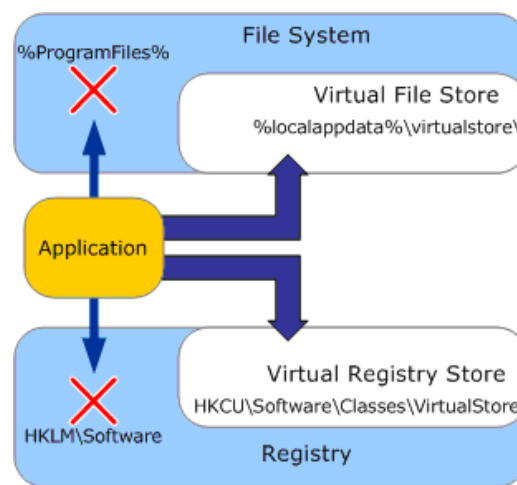 File System
%ProgramFiles%
Virtual File Store
%localappdata%\virtualstore\
Application
Virtual Registry Store
HKCU\Software\Classes\VirtualStore
HKLM\Software
Registry